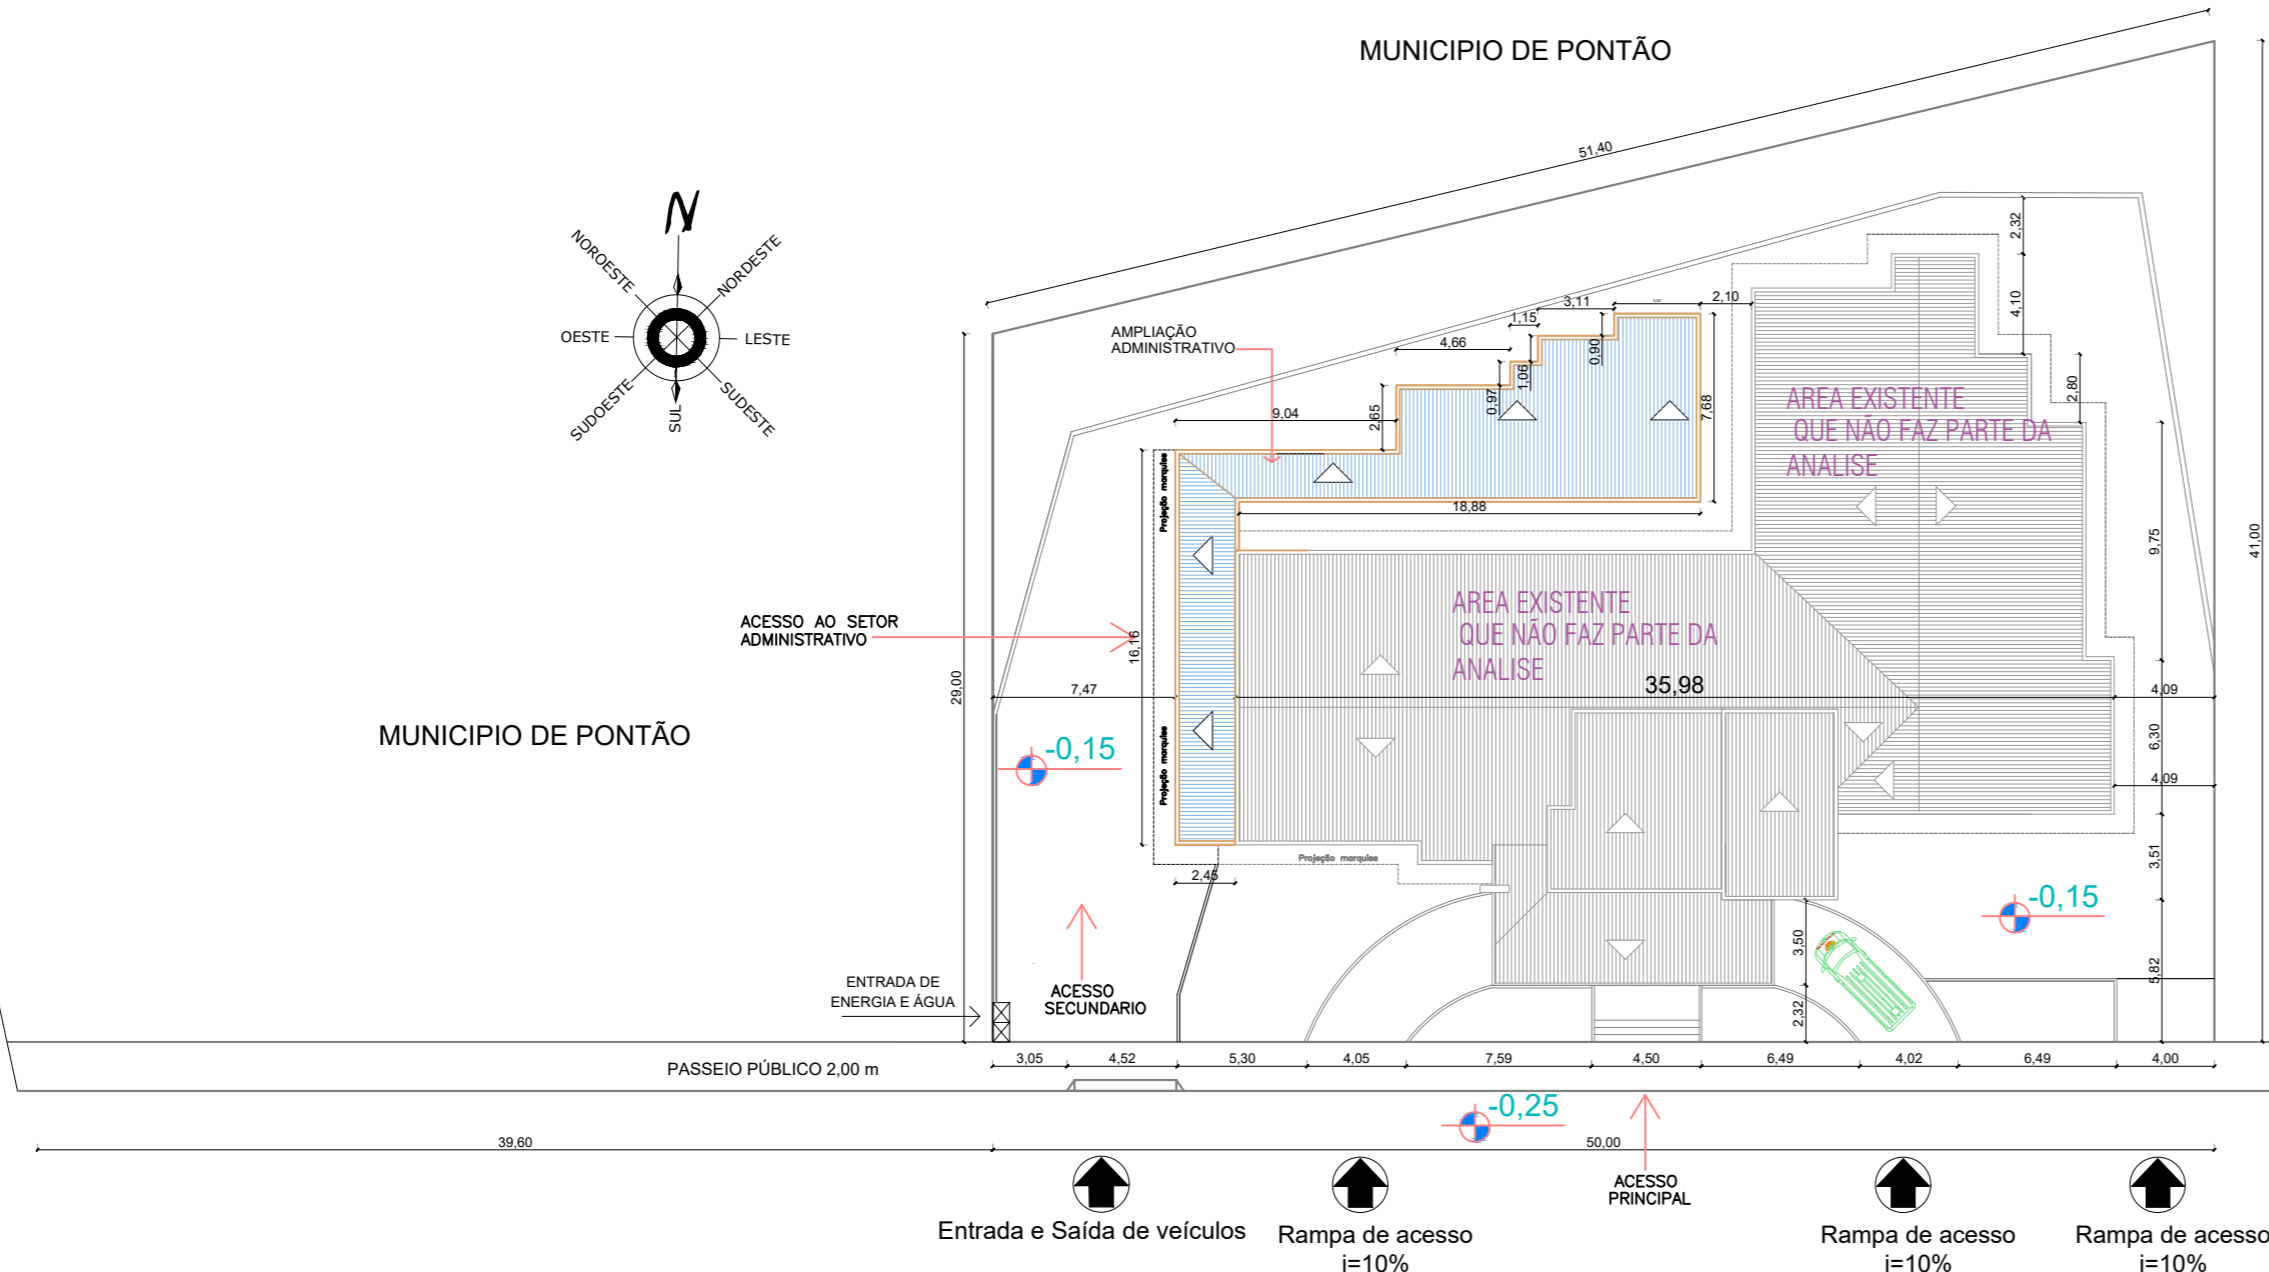 MUNICIPIO DE PONTÃO
51,40
N
NOROESTE
NORDESTE
OESTE
LESTE
SUDOESTE
SUDESTE
SUL
AMPLIAÇÃO
ADMINISTRATIVO
3,11
2,10
1,15
4,66
0,90
1,06
0,97
9,04
2,65
7,68
18,88
2,32
4,10
2,80
AREA EXISTENTE
QUE NÃO FAZ PARTE DA
ANALISE
9,75
41,00
Projeção marquise
ACESSO AO SETOR
ADMINISTRATIVO
16,16
AREA EXISTENTE
QUE NÃO FAZ PARTE DA
ANALISE
29,00
7,47
35,98
4,09
6,30
4,09
MUNICIPIO DE PONTÃO
-0,15
Projeção marquise
Projeção marquise
2,45
3,51
-0,15
3,50
5,82
2,32
ENTRADA DE
ENERGIA E ÁGUA
ACESSO
SECUNDARIO
PASSEIO PÚBLICO 2,00 m
3,05
4,52
5,30
4,05
7,59
4,50
6,49
4,02
6,49
4,00
-0,25
39,60
50,00
ACESSO
PRINCIPAL
Entrada e Saída de veículos
Rampa de acesso
i=10%
Rampa de acesso
i=10%
Rampa de acesso
i=10%